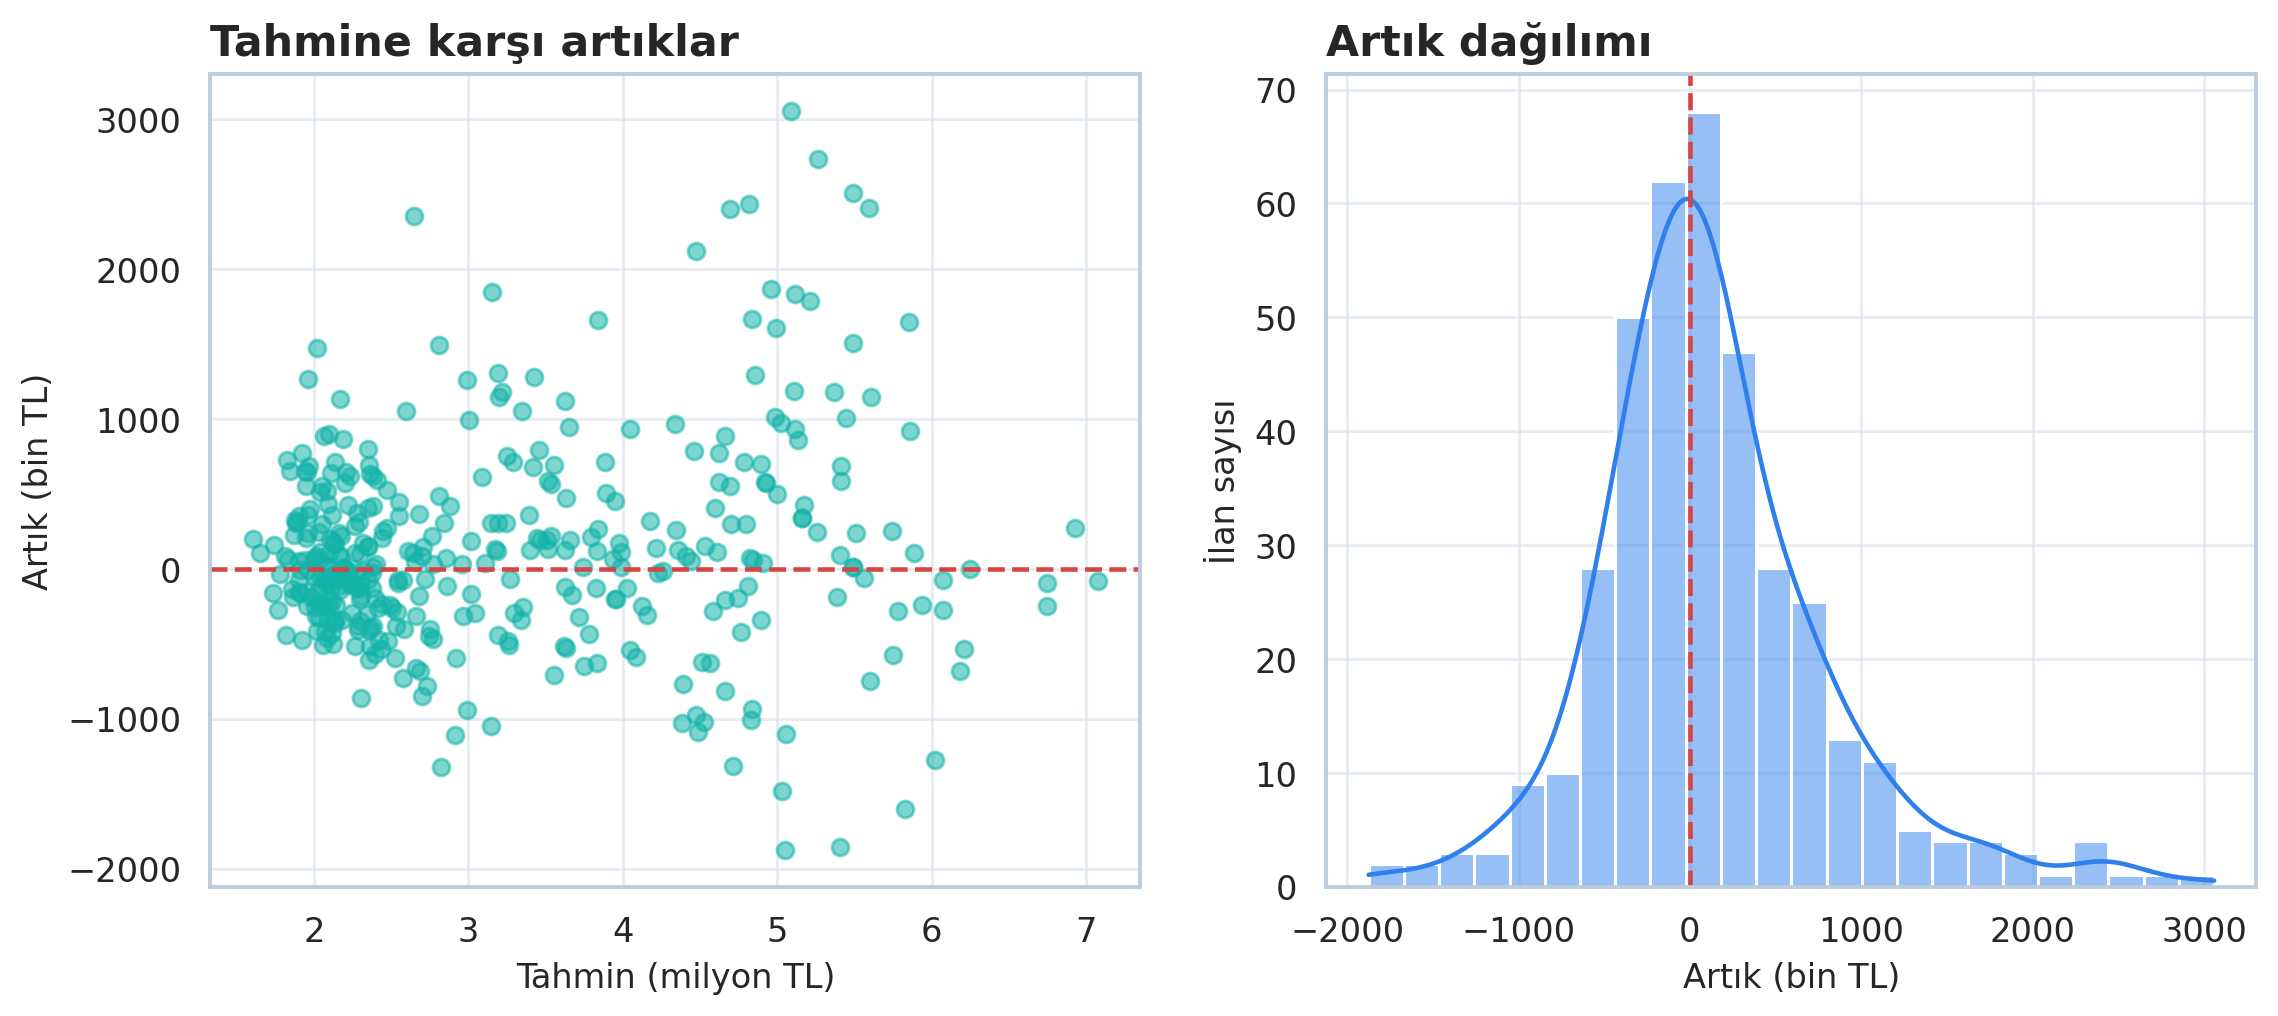 Tahmine karşı artıklar
Artık (bin TL)
3000
2000
1000
0
−1000
−2000
2 3 4 5 6 7
Tahmin (milyon TL)
Artık dağılımı
İlan sayısı
70
60
50
40
30
20
10
0
−2000 −1000 0 1000 2000 3000
Artık (bin TL)